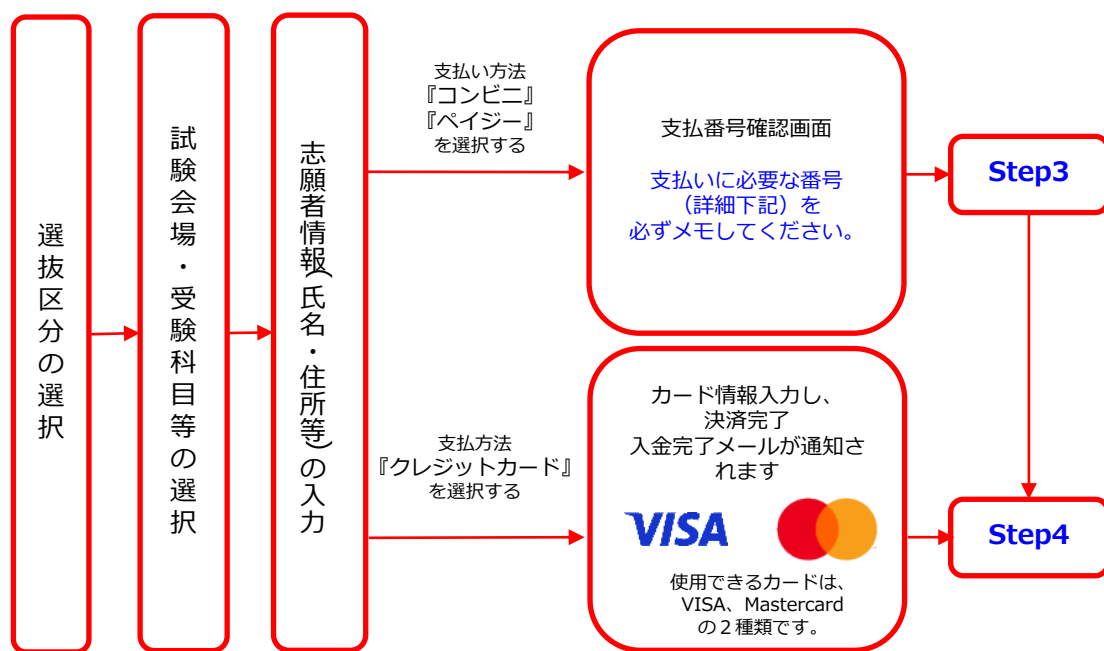 選抜区分の選択
試験会場・受験科目等の選択
志願者情報(氏名・住所等)の入力
支払い方法
『コンビニ』
『ペイジー』
を選択する
支払番号確認画面
支払いに必要な番号
（詳細下記）を
必ずメモしてください。
Step3
支払方法
『クレジットカード』
を選択する
カード情報入力し、
決済完了
入金完了メールが通知さ
れます
VISA
使用できるカードは、
VISA、Mastercard
の２種類です。
Step4